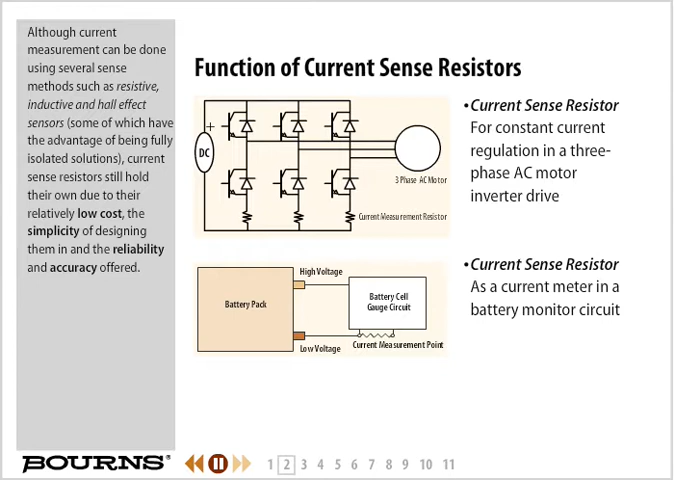 Although current
measurement can be done
using several sense
methods such as resistive,
inductive and hall effect
sensors (some of which have
the advantage of being fully
isolated solutions), current
sense resistors still hold
their own due to their
relatively low cost, the
simplicity of designing
them in and the reliability
and accuracy offered.
Function of Current Sense Resistors
+
DC
3 Phase AC Motor
Current Measurement Resistor
•Current Sense Resistor
For constant current
regulation in a three-
phase AC motor
inverter drive
High Voltage
Battery Pack
Battery Cell
Gauge Circuit
Low Voltage
Current Measurement Point
•Current Sense Resistor
As a current meter in a
battery monitor circuit
BOURNS®
1 2 3 4 5 6 7 8 9 10 11